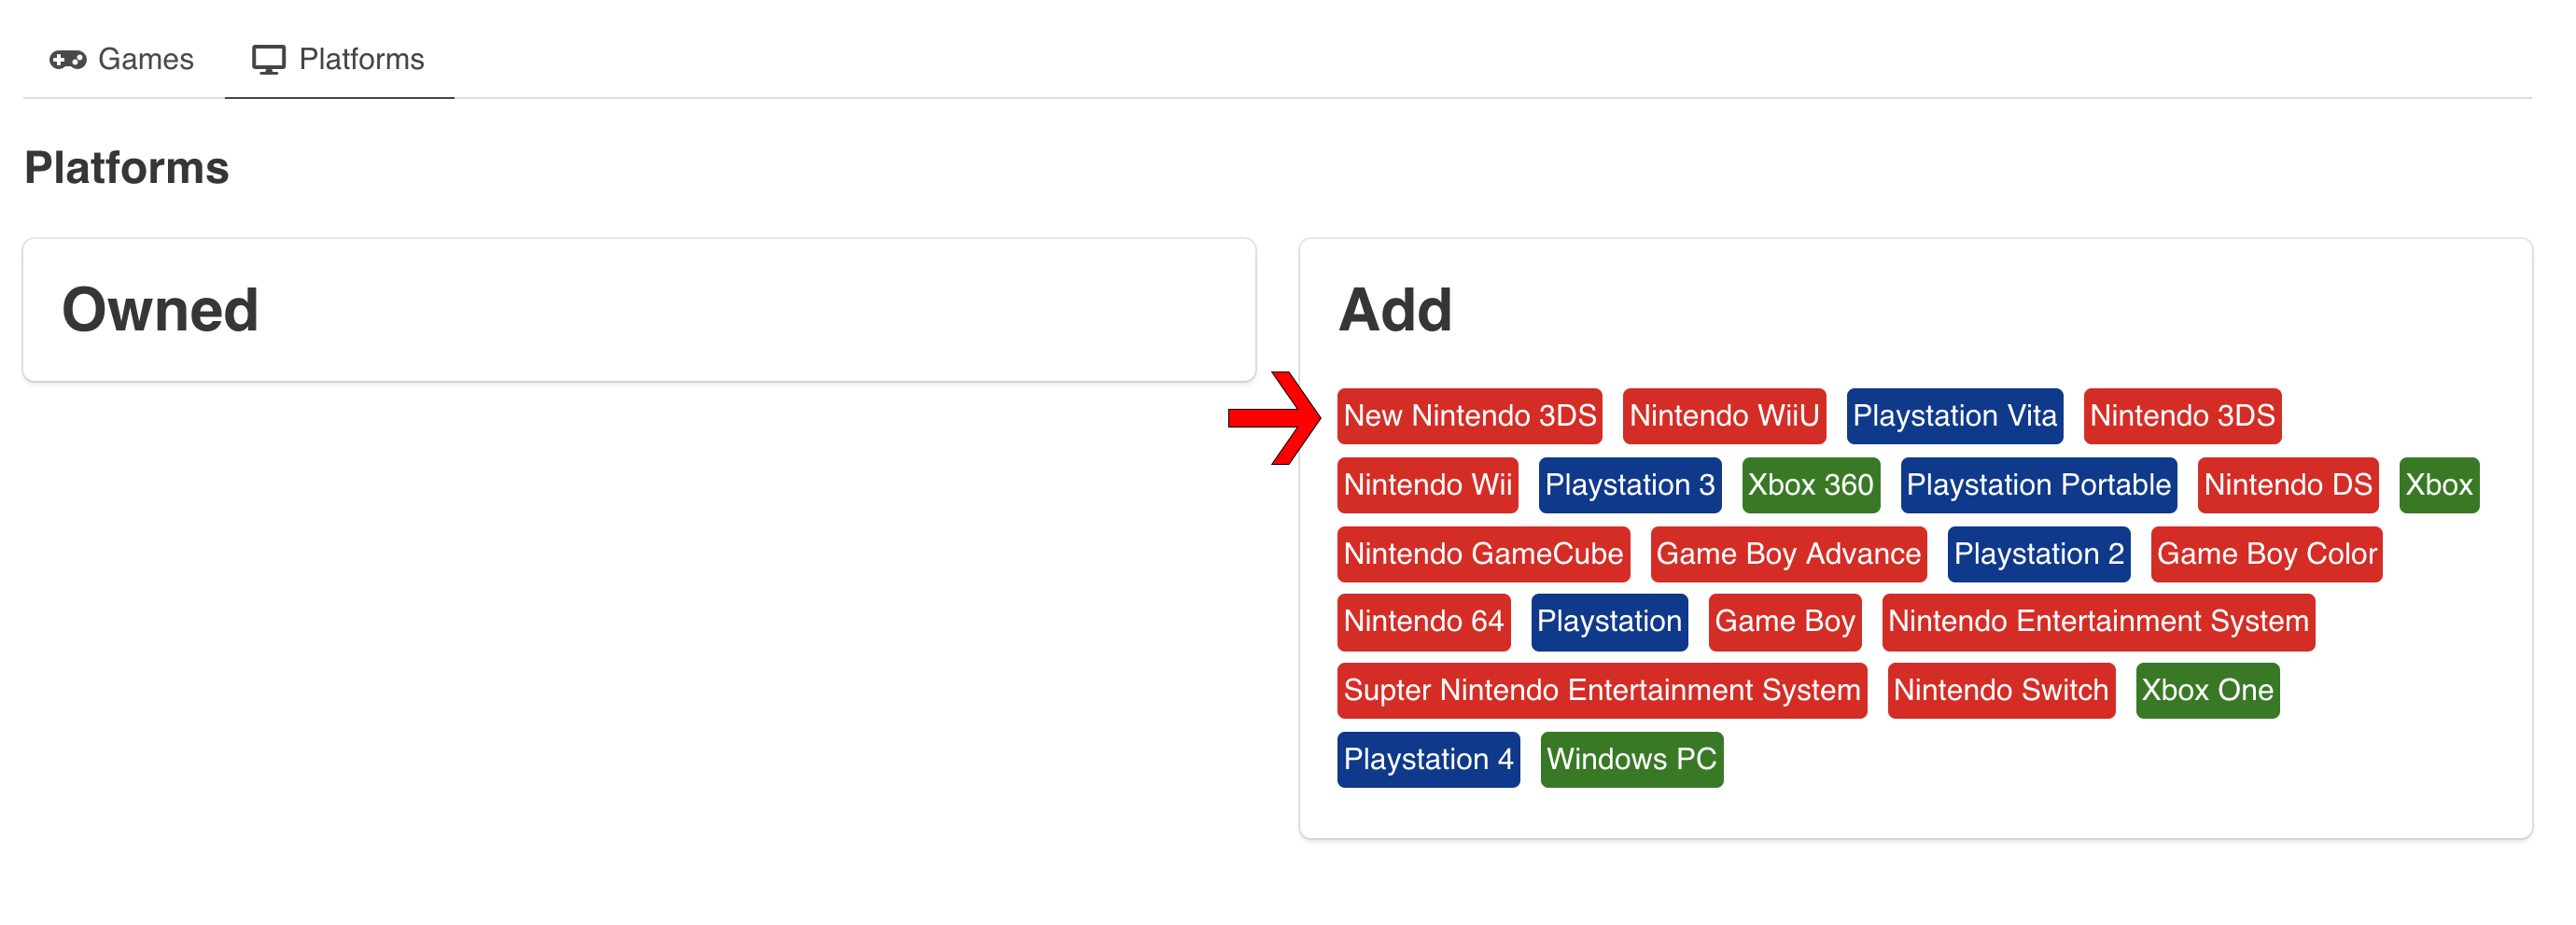 Games Platforms
Platforms
Owned
Add
New Nintendo 3DS Nintendo WiiU Playstation Vita Nintendo 3DS
Nintendo Wii Playstation 3 Xbox 360 Playstation Portable Nintendo DS Xbox
Nintendo GameCube Game Boy Advance Playstation 2 Game Boy Color
Nintendo 64 Playstation Game Boy Nintendo Entertainment System
Supter Nintendo Entertainment System Nintendo Switch Xbox One
Playstation 4 Windows PC